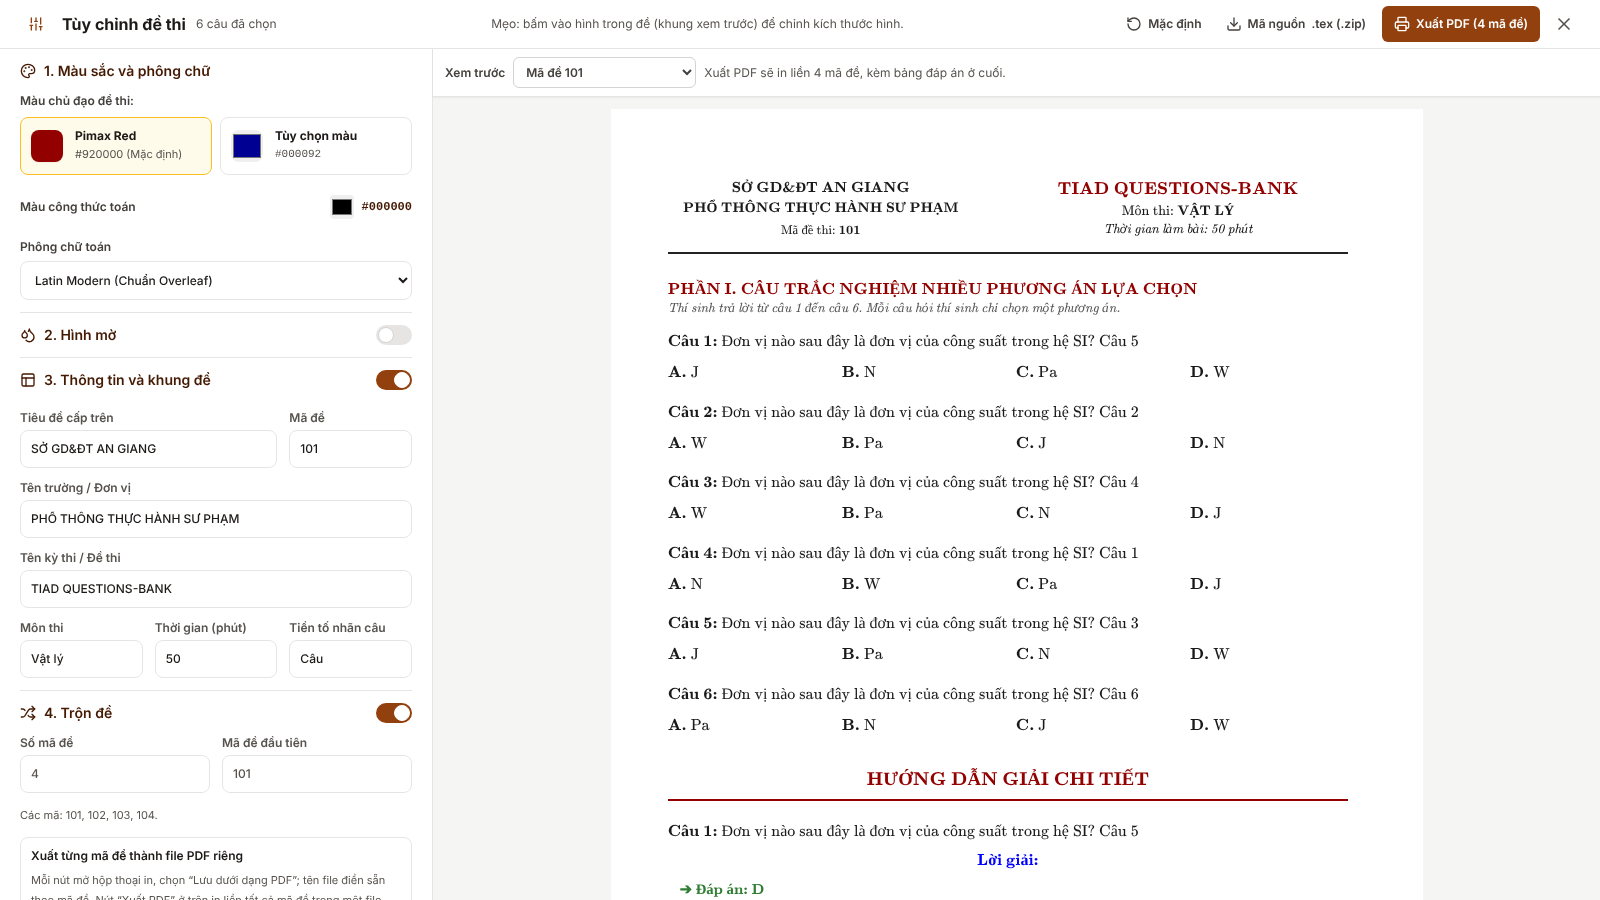 Tùy chỉnh đề thi
6 câu đã chọn
Mẹo: bấm vào hình trong đề (khung xem trước) để chỉnh kích thước hình.
Mặc định
Mã nguồn .tex (.zip)
Xuất PDF (4 mã đề)
1. Màu sắc và phông chữ
Màu chủ đạo đề thi:
Pimax Red
#920000 (Mặc định)
Tùy chọn màu
#000092
Màu công thức toán
#000000
Phông chữ toán
Latin Modern (Chuẩn Overleaf)
2. Hình mờ
3. Thông tin và khung đề
Tiêu đề cấp trên
Mã đề
SỞ GD&ĐT AN GIANG
101
Tên trường / Đơn vị
PHỔ THÔNG THỰC HÀNH SƯ PHẠM
Tên kỳ thi / Đề thi
TIAD QUESTIONS-BANK
Môn thi
Thời gian (phút)
Tiền tố nhãn câu
Vật lý
50
Câu
4. Trộn đề
Số mã đề
Mã đề đầu tiên
4
101
Các mã: 101, 102, 103, 104.
Xuất từng mã đề thành file PDF riêng
Mỗi nút mở hộp thoại in, chọn “Lưu dưới dạng PDF”; tên file điền sẵn
theo mã đề. Nút “Xuất PDF” ở trên in liền tất cả mã đề trong một file
Xem trước
Mã đề 101
Xuất PDF sẽ in liền 4 mã đề, kèm bảng đáp án ở cuối.
SỞ GD&ĐT AN GIANG
PHỔ THÔNG THỰC HÀNH SƯ PHẠM
Mã đề thi: 101
TIAD QUESTIONS-BANK
Môn thi: VẬT LÝ
Thời gian làm bài: 50 phút
PHẦN I. CÂU TRẮC NGHIỆM NHIỀU PHƯƠNG ÁN LỰA CHỌN
Thí sinh trả lời từ câu 1 đến câu 6. Mỗi câu hỏi thí sinh chỉ chọn một phương án.
Câu 1: Đơn vị nào sau đây là đơn vị của công suất trong hệ SI? Câu 5
A. J B. N C. Pa D. W
Câu 2: Đơn vị nào sau đây là đơn vị của công suất trong hệ SI? Câu 2
A. W B. Pa C. J D. N
Câu 3: Đơn vị nào sau đây là đơn vị của công suất trong hệ SI? Câu 4
A. W B. Pa C. N D. J
Câu 4: Đơn vị nào sau đây là đơn vị của công suất trong hệ SI? Câu 1
A. N B. W C. Pa D. J
Câu 5: Đơn vị nào sau đây là đơn vị của công suất trong hệ SI? Câu 3
A. J B. Pa C. N D. W
Câu 6: Đơn vị nào sau đây là đơn vị của công suất trong hệ SI? Câu 6
A. Pa B. N C. J D. W
HƯỚNG DẪN GIẢI CHI TIẾT
Câu 1: Đơn vị nào sau đây là đơn vị của công suất trong hệ SI? Câu 5
Lời giải:
➔ Đáp án: D